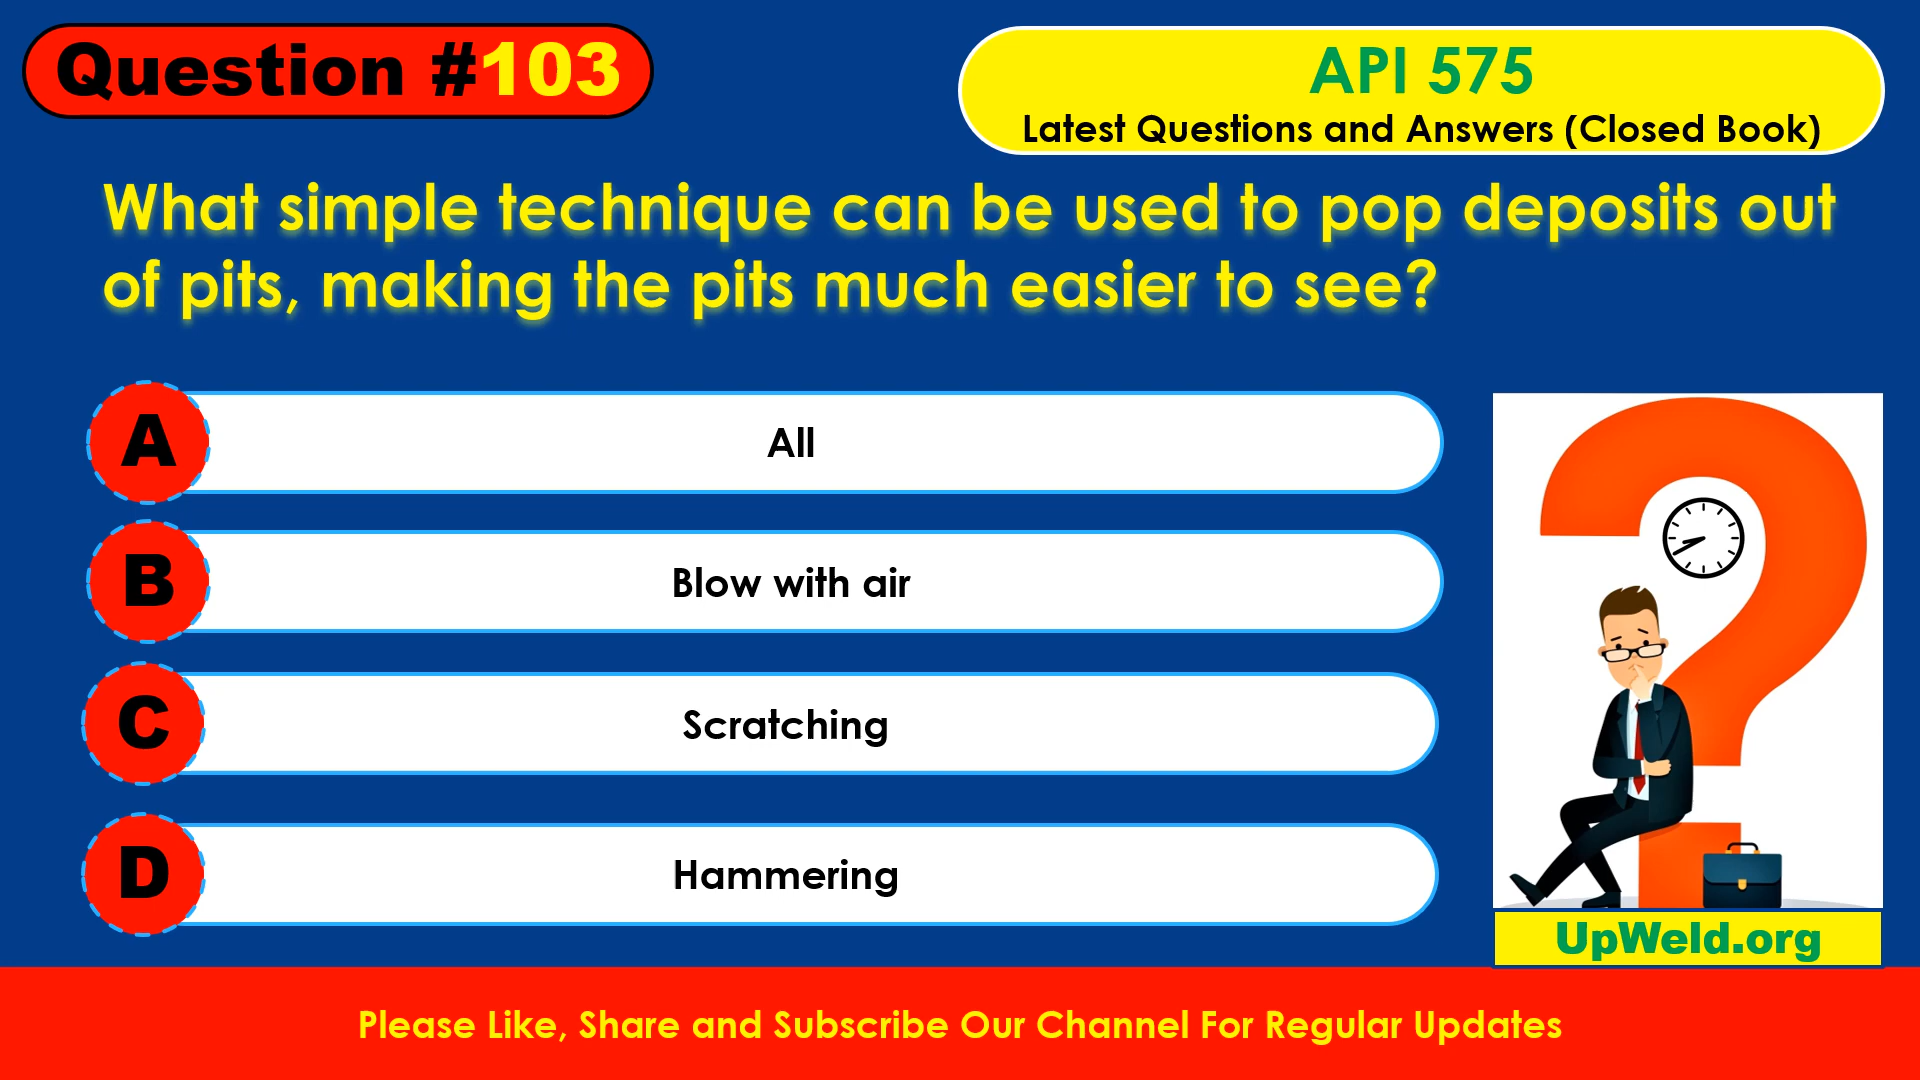 Question #103
API 575
Latest Questions and Answers (Closed Book)
What simple technique can be used to pop deposits out
of pits, making the pits much easier to see?
A
All
B
Blow with air
C
Scratching
D
Hammering
UpWeld.org
Please Like, Share and Subscribe Our Channel For Regular Updates